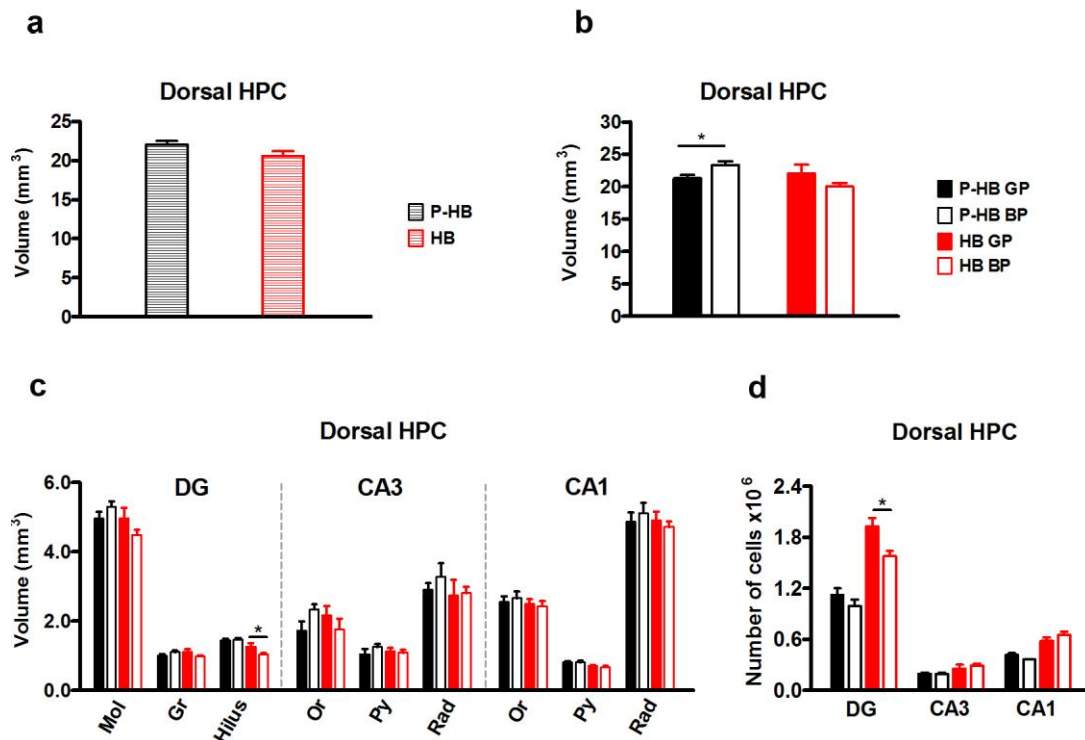 a
Dorsal HPC
Volume (mm³)
25
20
15
10
5
0
P-HB
HB
b
Dorsal HPC
Volume (mm³)
30
25
20
15
10
5
0
*
P-HB GP
P-HB BP
HB GP
HB BP
c
Dorsal HPC
Volume (mm³)
6.0
4.0
2.0
0.0
DG
CA3
CA1
*
Mol
Gr
Hilus
Or
Py
Rad
Or
Py
Rad
d
Dorsal HPC
Number of cells x10⁶
2.4
1.8
1.2
0.6
0.0
*
DG
CA3
CA1